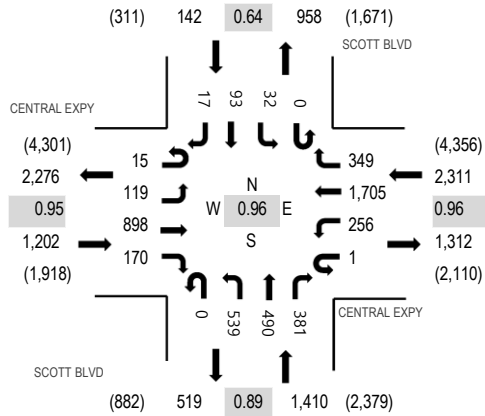 (311) 142 0.64 958 (1,671)
SCOTT BLVD
17 93 32 0
CENTRAL EXPY
(4,301) 15 349 (4,356)
2,276 119 N 1,705 2,311
0.95 W 0.96 E 0.96
1,202 898 S 256 1,312
(1,918) 170 1 (2,110)
0 539 490 381
CENTRAL EXPY
SCOTT BLVD
(882) 519 0.89 1,410 (2,379)